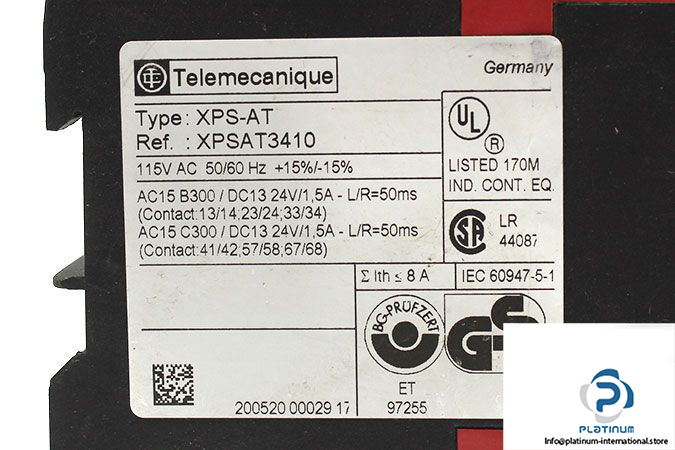 Telemecanique
Germany
Type: XPS-AT
Ref. : XPSAT3410
115V AC 50/60 Hz +15%/-15%
AC15 B300 / DC13 24V/1,5A - L/R=50ms
(Contact:13/14;23/24;33/34)
AC15 C300 / DC13 24V/1,5A - L/R=50ms
(Contact:41/42;57/58;67/68)
UL
®
LISTED 170M
IND. CONT. EQ.
SA
LR
44087
Σ Ith ≤ 8 A
IEC 60947-5-1
BG-PRÜFZERT
GS
ET
97255
200520 00029 17
PLATINUM
info@platinum-international.store